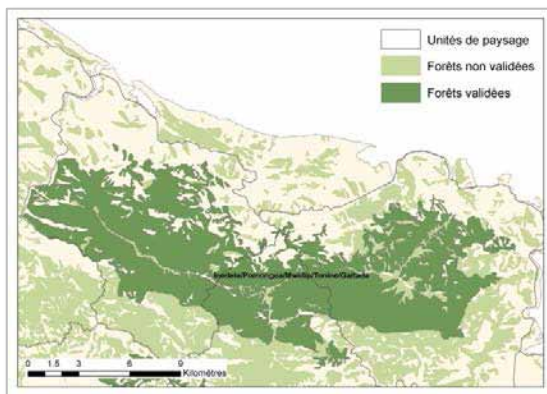 Unités de paysage
Forêts non validées
Forêts validées
0 1.5 3 6 9
Kilomètres